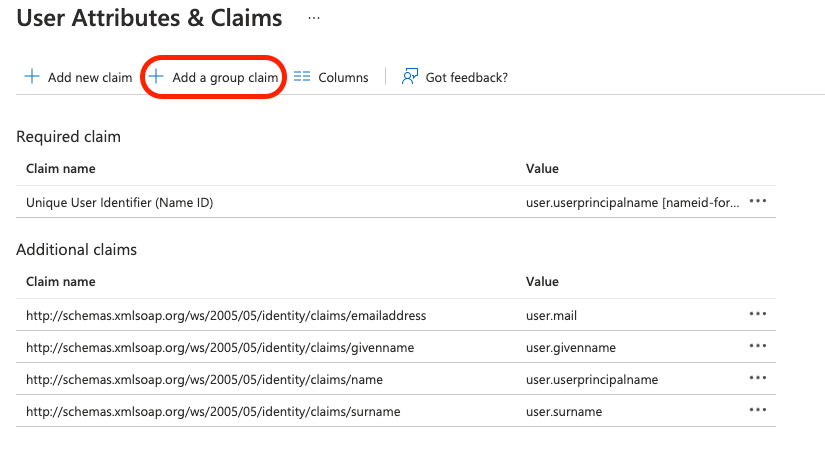 User Attributes & Claims ...
Add new claim Add a group claim Columns Got feedback?
Required claim
Claim name Value
Unique User Identifier (Name ID) user.userprincipalname [nameid-for... ...
Additional claims
Claim name Value
http://schemas.xmlsoap.org/ws/2005/05/identity/claims/emailaddress user.mail ...
http://schemas.xmlsoap.org/ws/2005/05/identity/claims/givenname user.givenname ...
http://schemas.xmlsoap.org/ws/2005/05/identity/claims/name user.userprincipalname ...
http://schemas.xmlsoap.org/ws/2005/05/identity/claims/surname user.surname ...